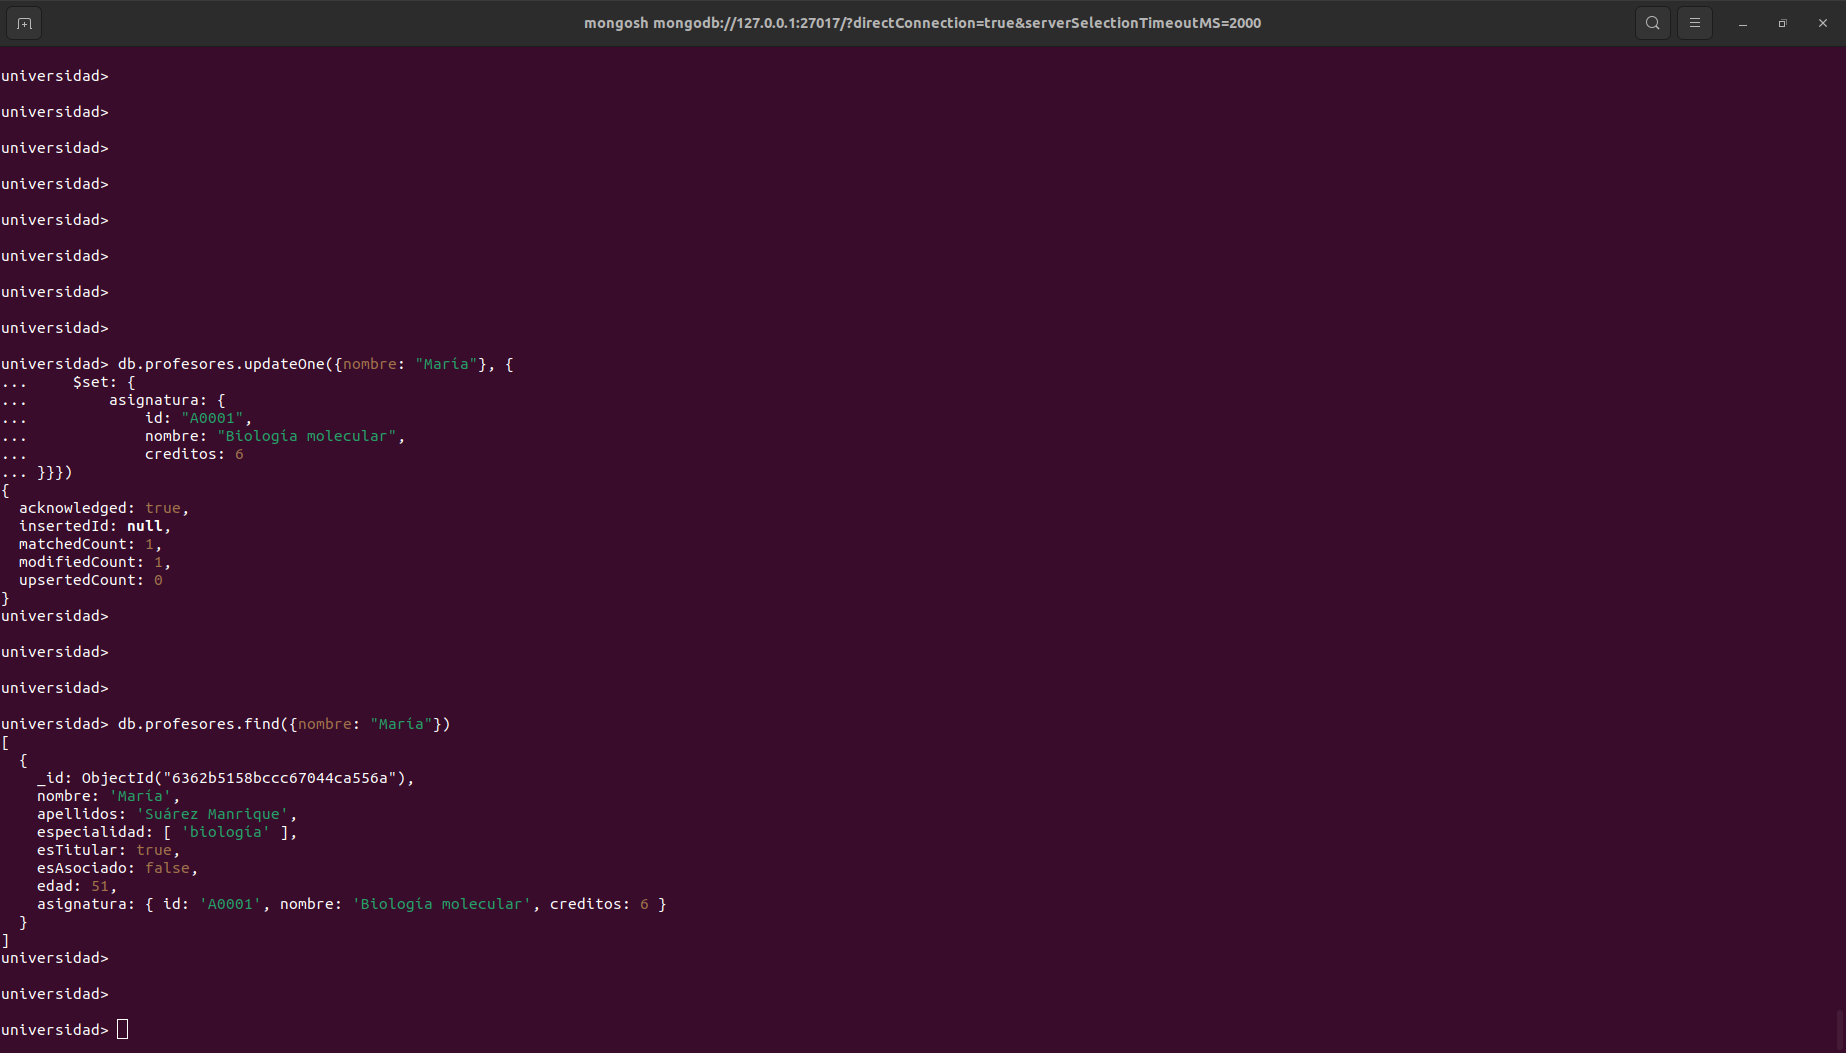 mongosh mongodb://127.0.0.1:27017/?directConnection=true&serverSelectionTimeoutMS=2000
universidad>
universidad>
universidad>
universidad>
universidad>
universidad>
universidad>
universidad>
universidad> db.profesores.updateOne({nombre: "María"}, {
...     $set: {
...         asignatura: {
...             id: "A0001",
...             nombre: "Biología molecular",
...             creditos: 6
... }}})
{
  acknowledged: true,
  insertedId: null,
  matchedCount: 1,
  modifiedCount: 1,
  upsertedCount: 0
}
universidad>
universidad>
universidad>
universidad> db.profesores.find({nombre: "María"})
[
  {
    _id: ObjectId("6362b5158bccc67044ca556a"),
    nombre: 'María',
    apellidos: 'Suárez Manrique',
    especialidad: [ 'biología' ],
    esTitular: true,
    esAsociado: false,
    edad: 51,
    asignatura: { id: 'A0001', nombre: 'Biología molecular', creditos: 6 }
  }
]
universidad>
universidad>
universidad>